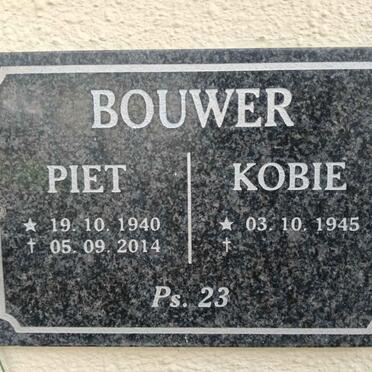 BOUWER
PIET KOBIE
★ 19. 10. 1940 ★ 03. 10. 1945
† 05. 09. 2014 †
Ps. 23